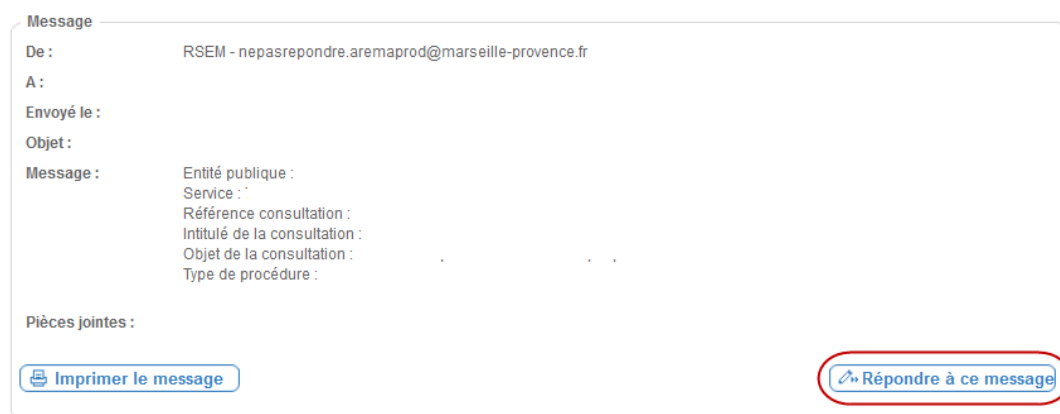 Message
De : RSEM - nepasrepondre.aremaprod@marseille-provence.fr
A :
Envoyé le :
Objet :
Message : Entité publique :
Service :
Référence consultation :
Intitulé de la consultation :
Objet de la consultation :
Type de procédure :
Pièces jointes :
Imprimer le message Répondre à ce message